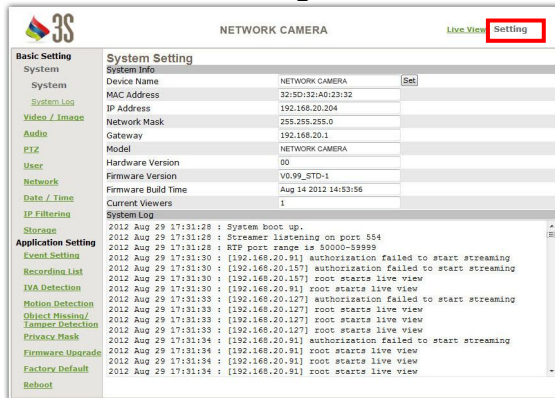 3S
NETWORK CAMERA
Live View
Setting
Basic Setting
System
System
System Log
Video / Image
Audio
PTZ
User
Network
Date / Time
IP Filtering
Storage
Application Setting
Event Setting
Recording List
IVA Detection
Motion Detection
Object Missing/
Tamper Detection
Privacy Mask
Firmware Upgrade
Factory Default
Reboot
System Setting
System Info
Device Name NETWORK CAMERA Set
MAC Address 32:5D:32:A0:23:32
IP Address 192.168.20.204
Network Mask 255.255.255.0
Gateway 192.168.20.1
Model NETWORK CAMERA
Hardware Version 00
Firmware Version V0.99_STD-1
Firmware Build Time Aug 14 2012 14:53:56
Current Viewers 1
System Log
2012 Aug 29 17:31:28 : System boot up.
2012 Aug 29 17:31:28 : Streamer listening on port 554
2012 Aug 29 17:31:28 : RTP port range is 50000-59999
2012 Aug 29 17:31:30 : [192.168.20.91] authorization failed to start streaming
2012 Aug 29 17:31:30 : [192.168.20.157] authorization failed to start streaming
2012 Aug 29 17:31:30 : [192.168.20.157] root starts live view
2012 Aug 29 17:31:30 : [192.168.20.91] root starts live view
2012 Aug 29 17:31:33 : [192.168.20.127] authorization failed to start streaming
2012 Aug 29 17:31:33 : [192.168.20.127] root starts live view
2012 Aug 29 17:31:33 : [192.168.20.127] root starts live view
2012 Aug 29 17:31:34 : [192.168.20.91] authorization failed to start streaming
2012 Aug 29 17:31:34 : [192.168.20.91] root starts live view
2012 Aug 29 17:31:34 : [192.168.20.91] root starts live view